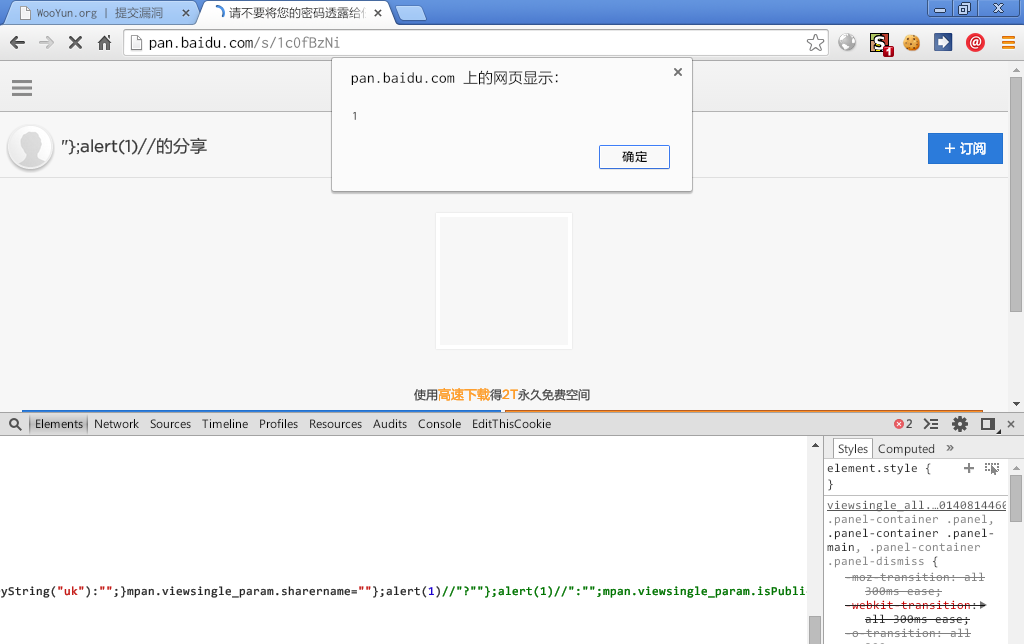 WooYun.org | 提交漏洞
请不要将您的密码透露给
pan.baidu.com/s/1c0fBzNi
1
pan.baidu.com 上的网页显示:
1
确定
"};alert(1)//的分享
+ 订阅
使用高速下载得2T永久免费空间
Elements Network Sources Timeline Profiles Resources Audits Console EditThisCookie
2
Styles Computed »
element.style {
}
viewsingle_all.…0140814460
.panel-container .panel,
.panel-container .panel-
main, .panel-container
.panel-dismiss {
-moz-transition: all
300ms ease;
-webkit-transition:
all 300ms ease;
-o-transition: all
yString("uk"):"";}mpan.viewsingle_param.sharername=""};alert(1)//"?""};alert(1)//":"";mpan.viewsingle_param.isPubli